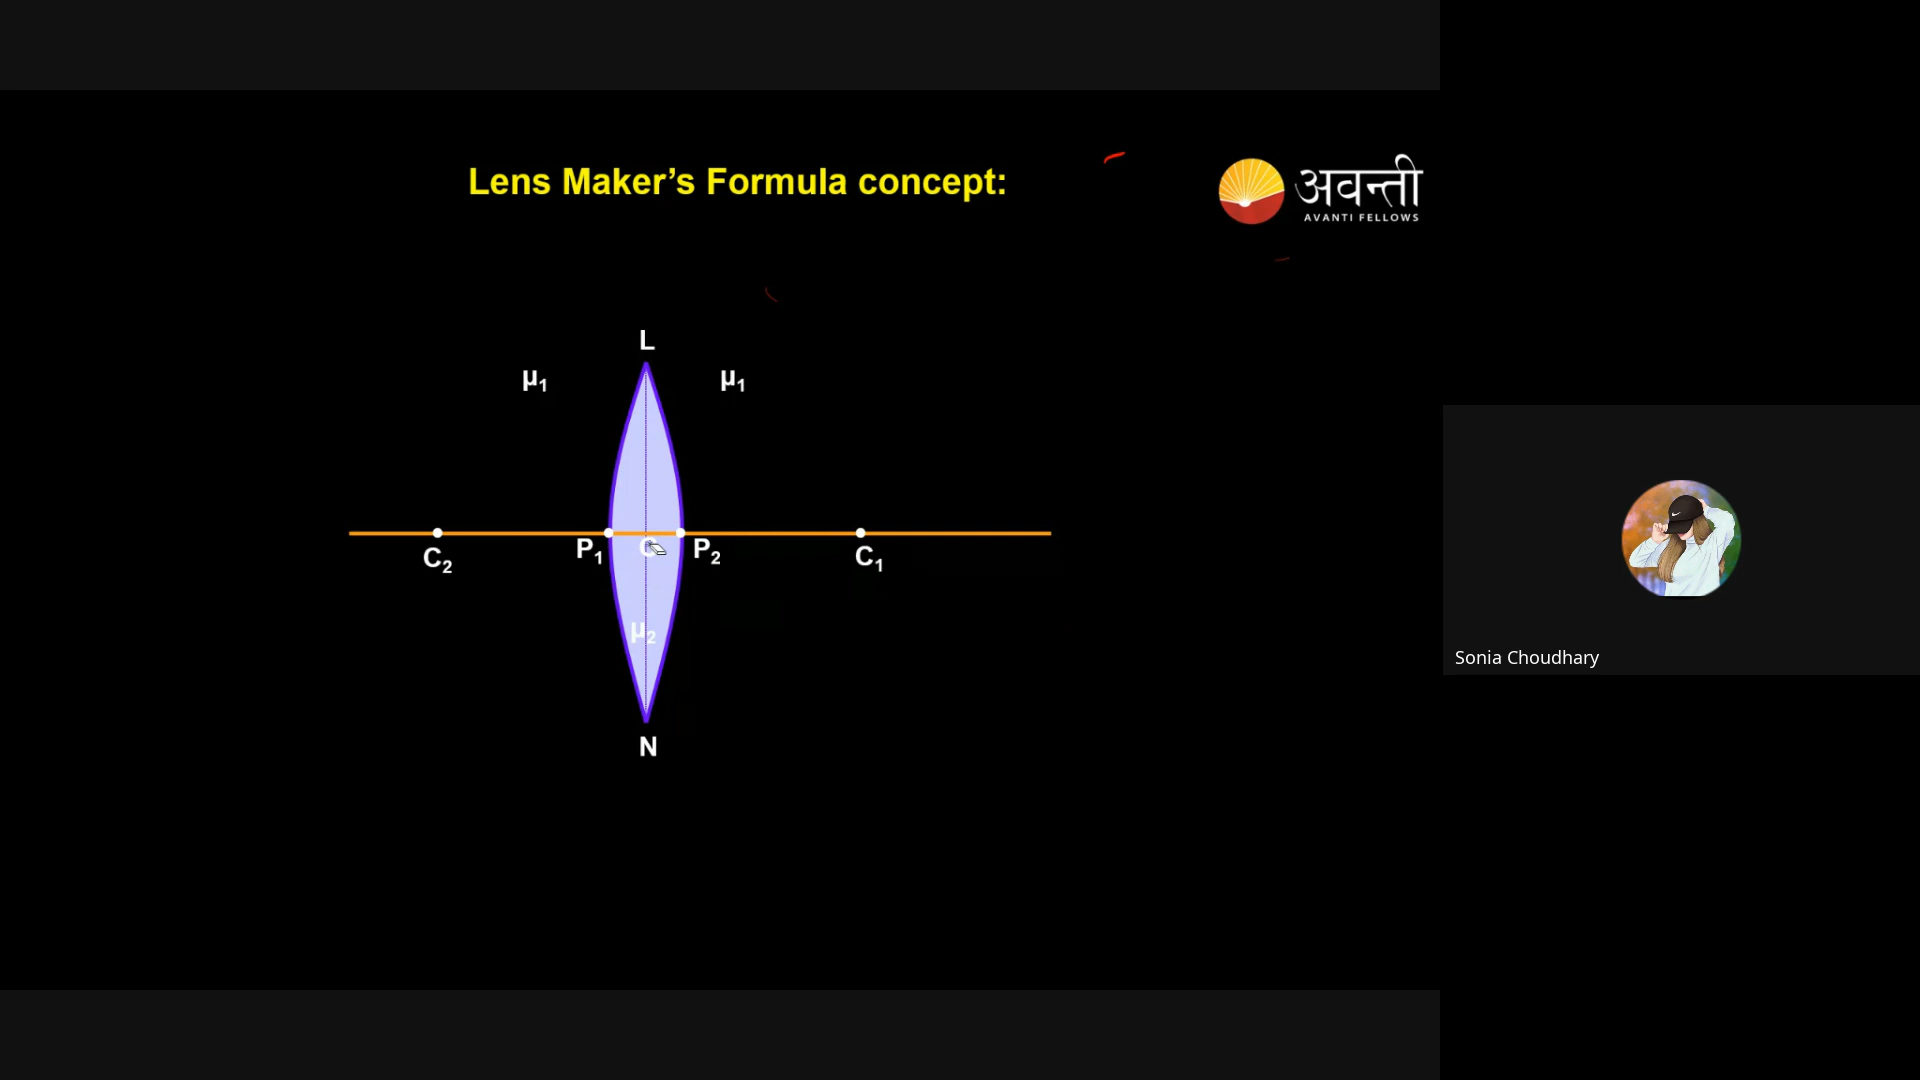 Lens Maker's Formula concept:
अवन्ती
AVANTI FELLOWS
L
μ₁ μ₁
C₂ P₁ C P₂ C₁
μ₂
N
Sonia Choudhary